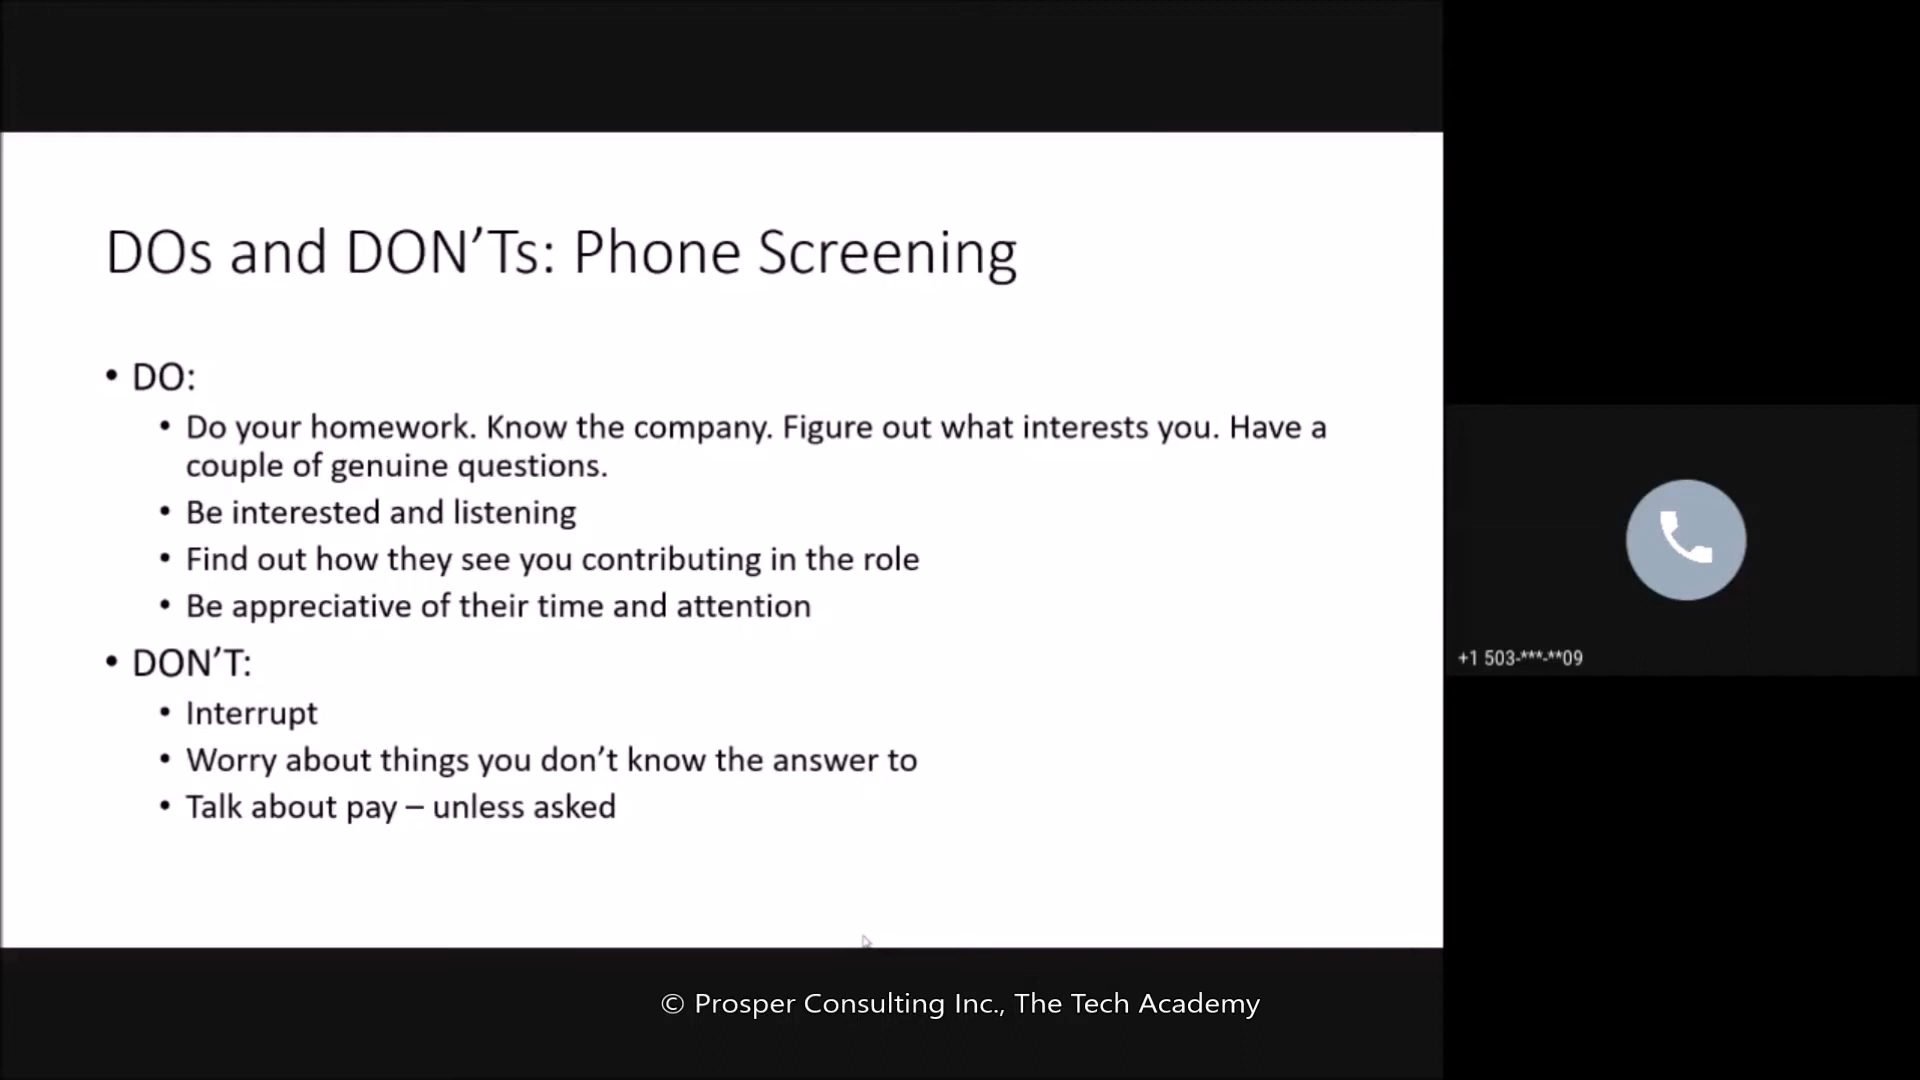 DOs and DON’Ts: Phone Screening
• DO:
• Do your homework. Know the company. Figure out what interests you. Have a
couple of genuine questions.
• Be interested and listening
• Find out how they see you contributing in the role
• Be appreciative of their time and attention
• DON’T:
• Interrupt
• Worry about things you don’t know the answer to
• Talk about pay – unless asked
+1 503-***-**09
© Prosper Consulting Inc., The Tech Academy